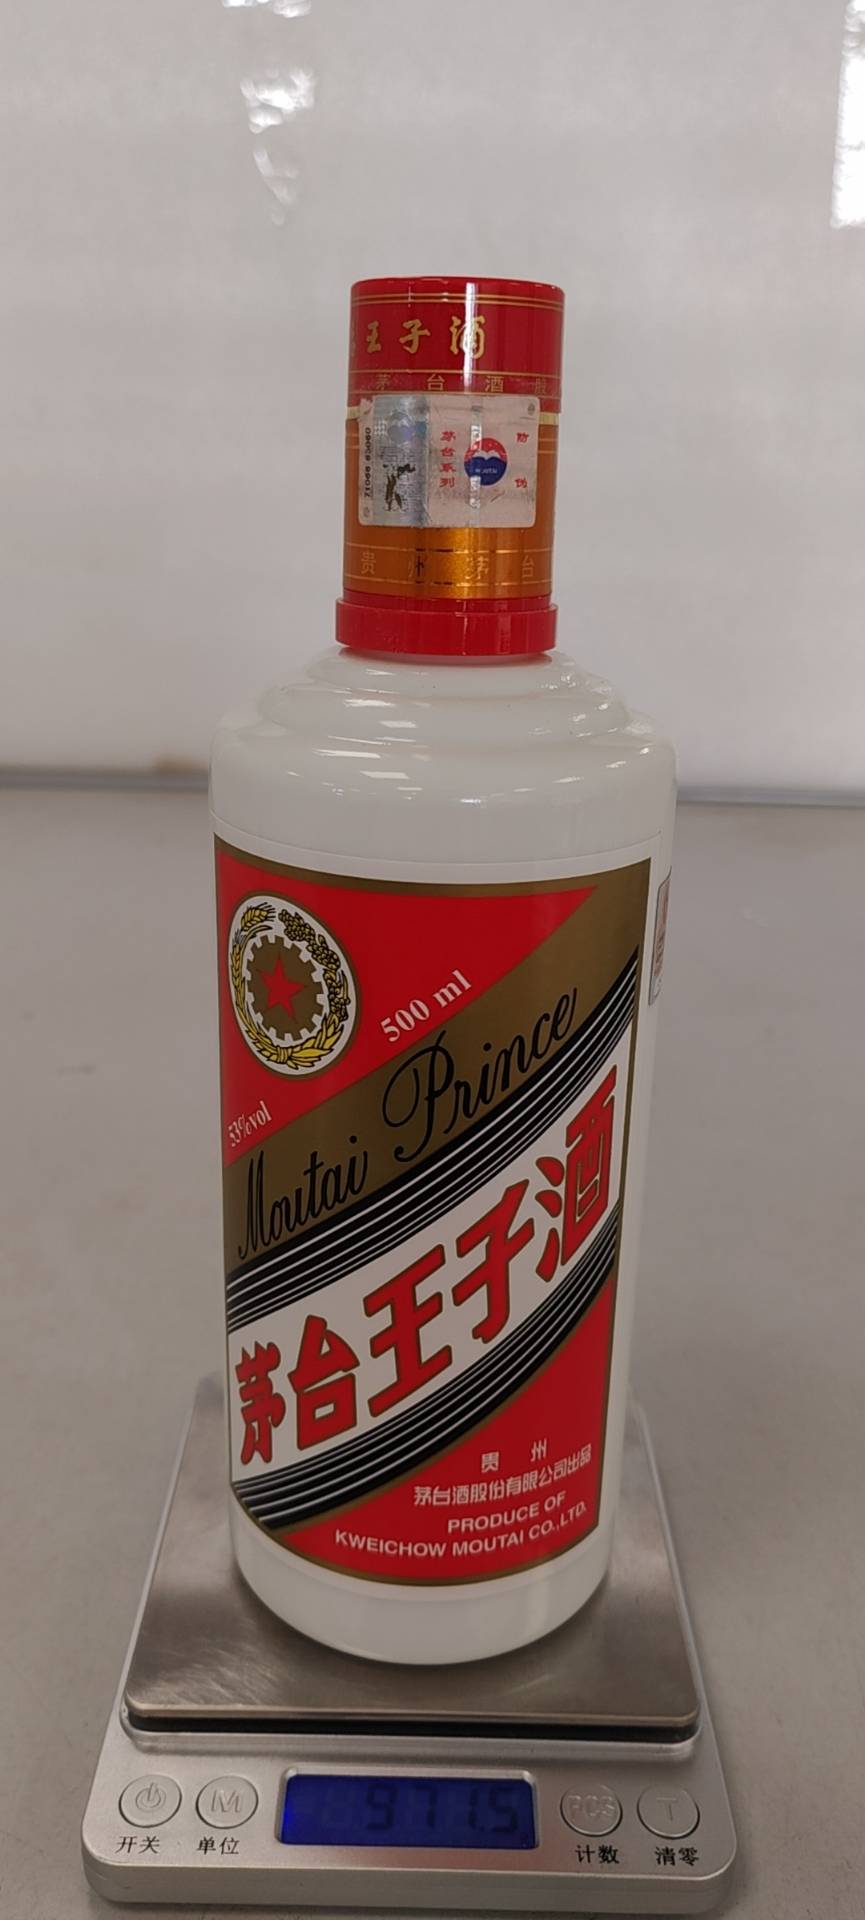 王子酒
茅台酒股
茅台系列
防伪
MOUTAI
贵州茅台
500 ml
53%vol
Moutai Prince
茅台王子酒
贵州
茅台酒股份有限公司出品
PRODUCE OF
KWEICHOW MOUTAI CO.,LTD.
971.5
M
PCS
T
开关
单位
计数
清零